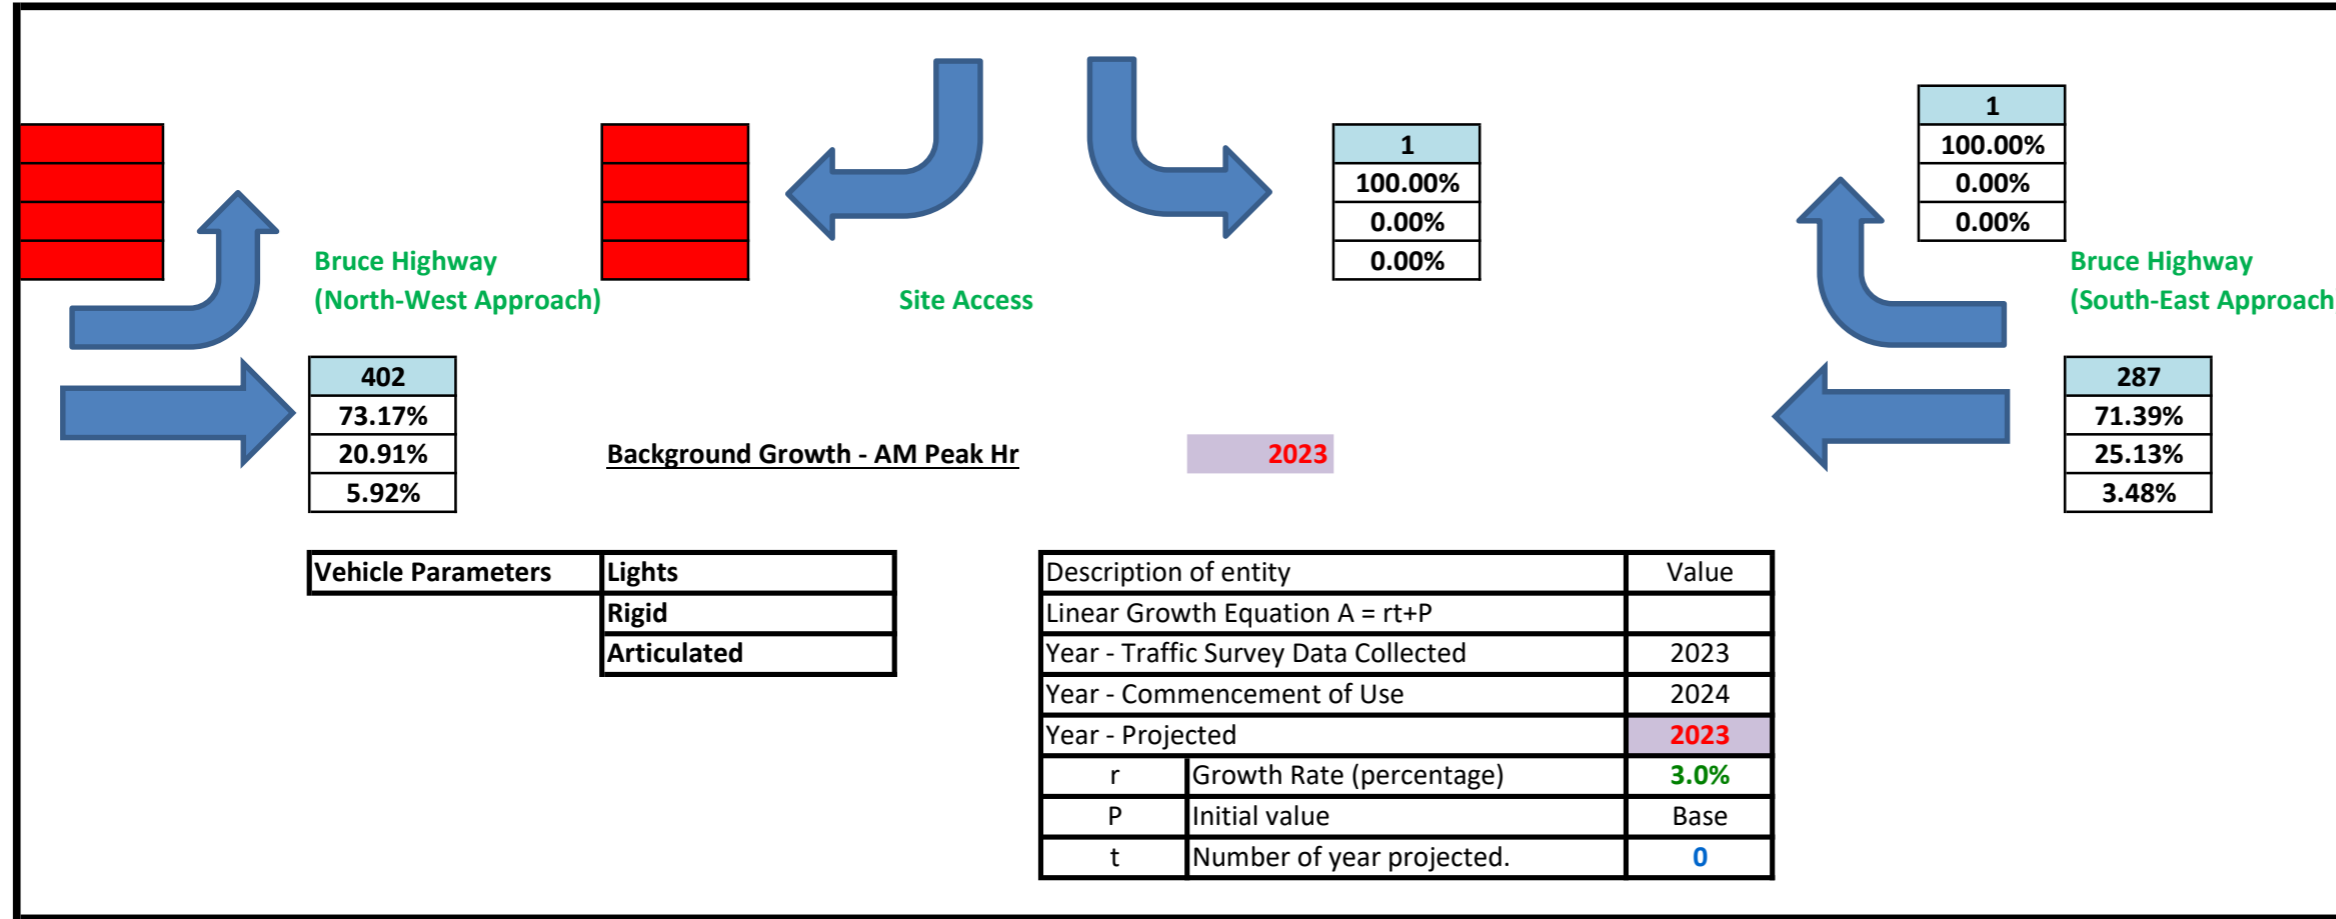 1
100.00%
0.00%
0.00%
1
100.00%
0.00%
0.00%
Bruce Highway
(North-West Approach)
Site Access
Bruce Highway
(South-East Approach
402
73.17%
20.91%
5.92%
287
71.39%
25.13%
3.48%
Background Growth - AM Peak Hr 2023
Vehicle Parameters Lights
Rigid
Articulated
Description of entity Value
Linear Growth Equation A = rt+P
Year - Traffic Survey Data Collected 2023
Year - Commencement of Use 2024
Year - Projected 2023
r Growth Rate (percentage) 3.0%
P Initial value Base
t Number of year projected. 0